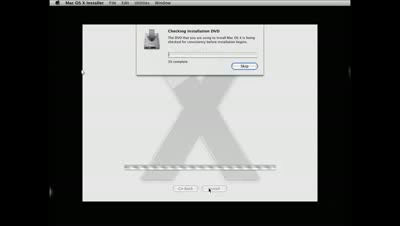 Mac OS X Installer File Edit Utilities Window
Checking Installation DVD
The DVD that you are using to install Mac OS X is being
checked for consistency before installation begins.
Skip
Go Back Install